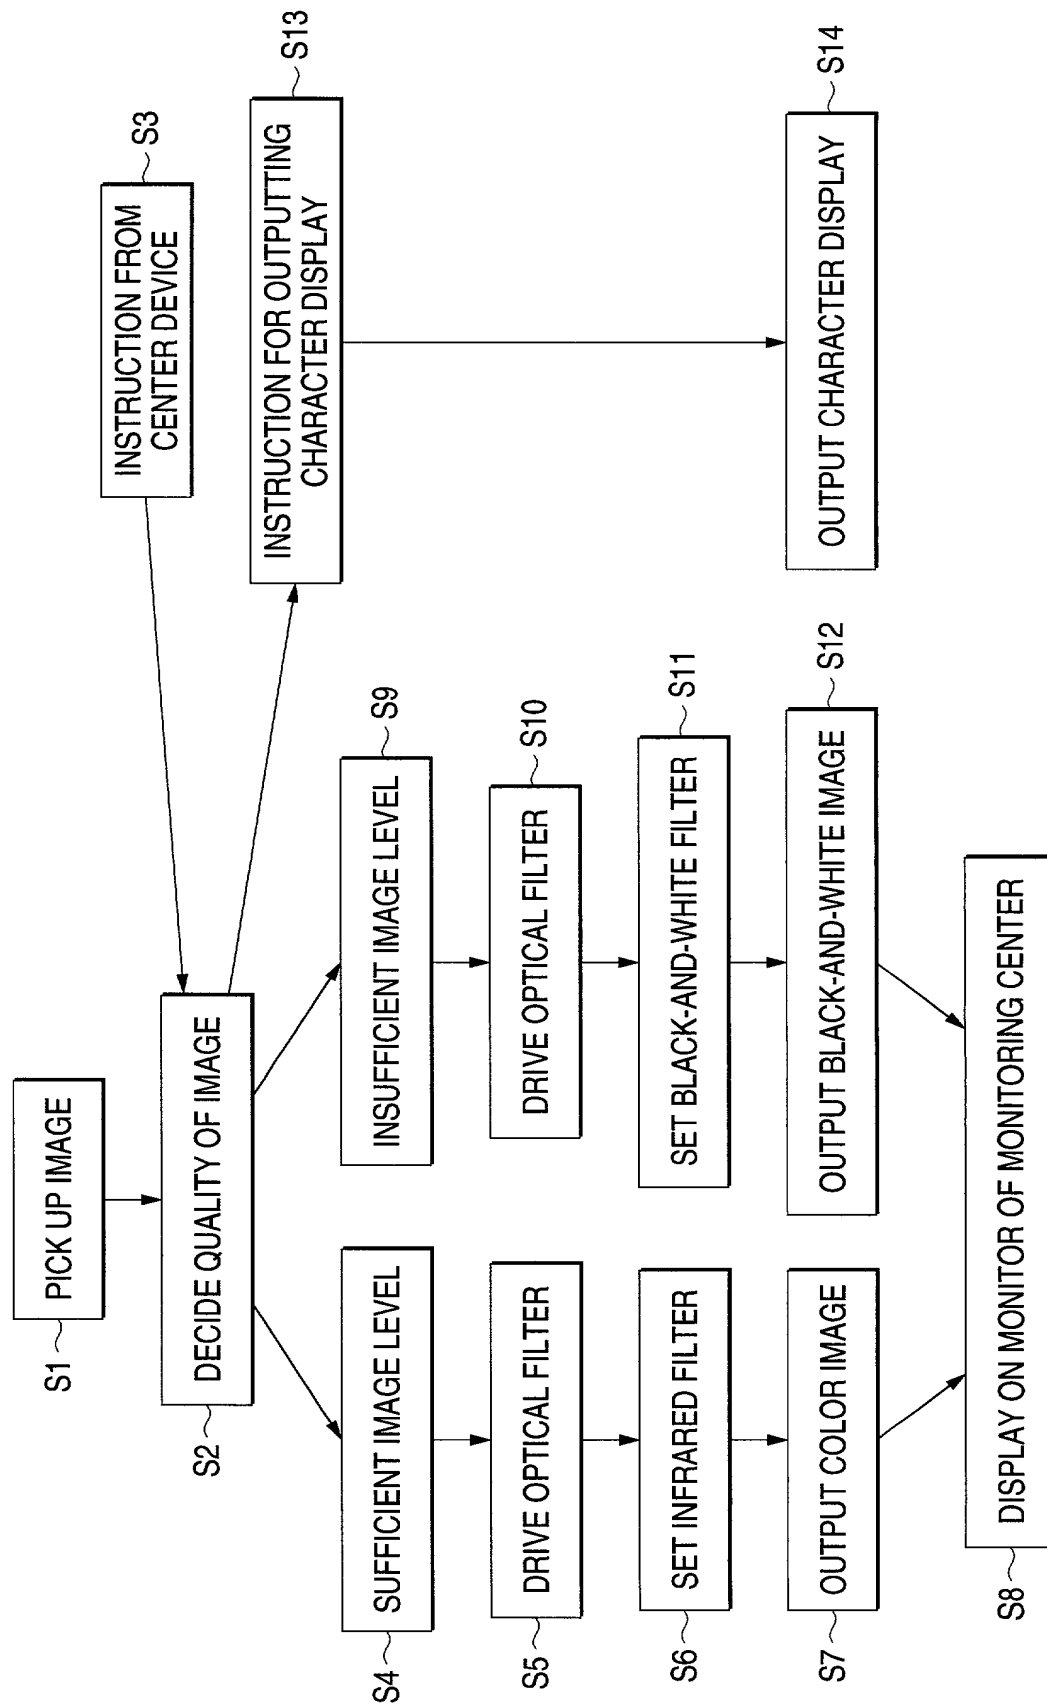 S1
PICK UP IMAGE
S2
DECIDE QUALITY OF IMAGE
INSTRUCTION FROM
CENTER DEVICE
S3
INSTRUCTION FOR OUTPUTTING
CHARACTER DISPLAY
S13
S4
SUFFICIENT IMAGE LEVEL
INSUFFICIENT IMAGE LEVEL
S9
S5
DRIVE OPTICAL FILTER
DRIVE OPTICAL FILTER
S10
S6
SET INFRARED FILTER
SET BLACK-AND-WHITE FILTER
S11
S7
OUTPUT COLOR IMAGE
OUTPUT BLACK-AND-WHITE IMAGE
S12
OUTPUT CHARACTER DISPLAY
S14
S8
DISPLAY ON MONITOR OF MONITORING CENTER